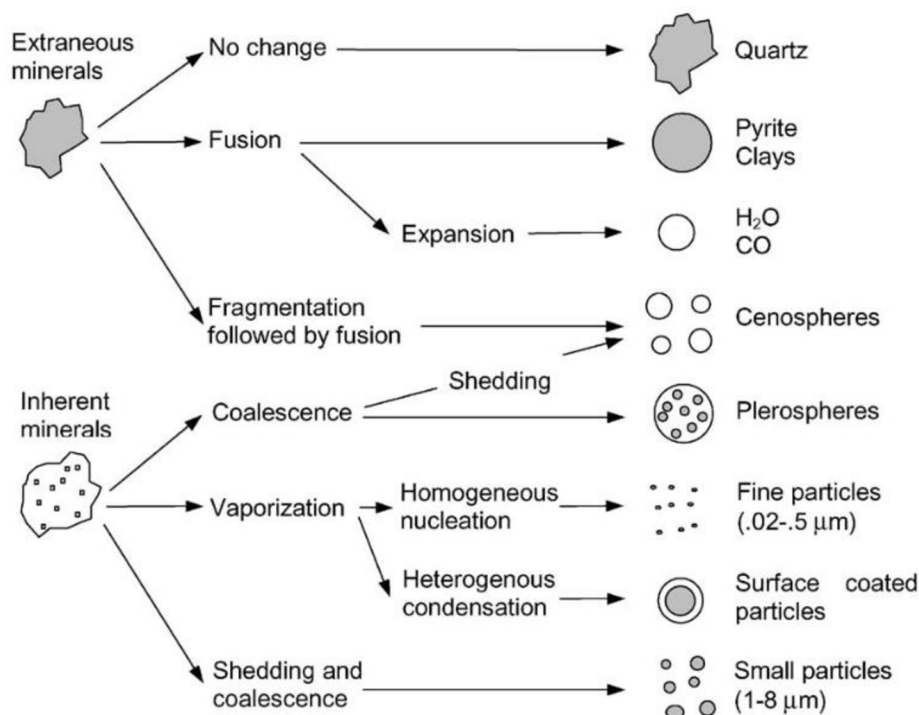 Extraneous
minerals
No change
Quartz
Fusion
Pyrite
Clays
Expansion
H₂O
CO
Fragmentation
followed by fusion
Cenospheres
Shedding
Inherent
minerals
Coalescence
Plerospheres
Vaporization
Homogeneous
nucleation
Fine particles
(.02-.5 μm)
Heterogenous
condensation
Surface coated
particles
Shedding and
coalescence
Small particles
(1-8 μm)